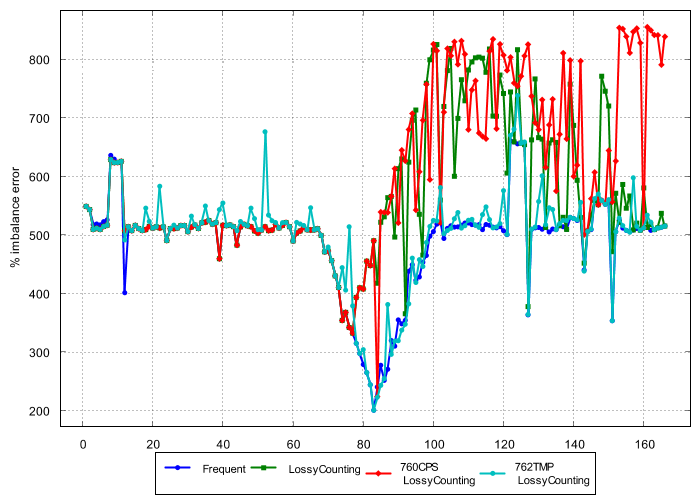 % imbalance error
800
700
600
500
400
300
200
0 20 40 60 80 100 120 140 160
Frequent
LossyCounting
760CPS
LossyCounting
762TMP
LossyCounting